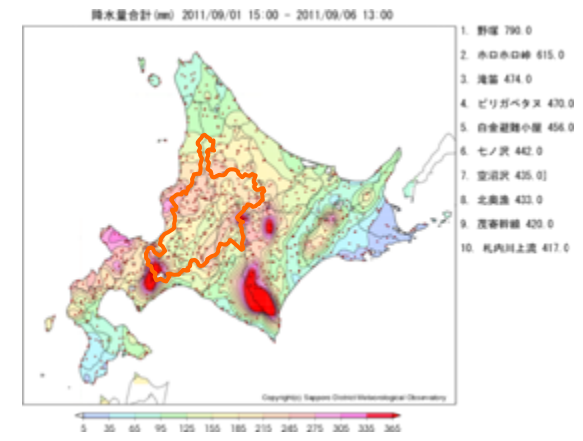 降水量合計(mm) 2011/09/01 15:00 - 2011/09/06 13:00
1. 野塚 790.0
2. ホロホロ峠 615.0
3. 滝笛 474.0
4. ビリガベタヌ 470.0
5. 白金避難小屋 456.0
6. 七ノ沢 442.0
7. 空沼沢 435.0]
8. 北奥漁 433.0
9. 茂寄幹線 420.0
10. 札内川上流 417.0
Copyright(c) Sapporo District Meteorological Observatory
5 35 65 95 125 155 185 215 245 275 305 335 365